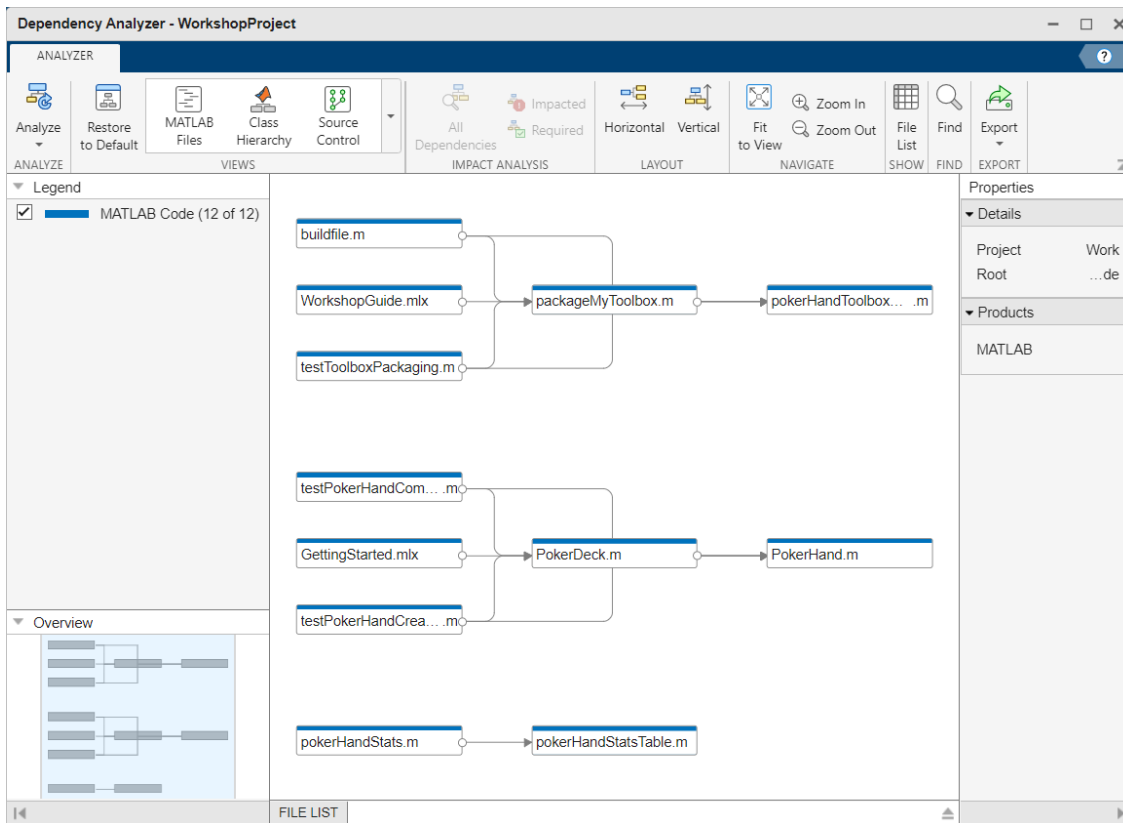 Dependency Analyzer - WorkshopProject
ANALYZER
?
Analyze
Restore
to Default
MATLAB
Files
Class
Hierarchy
Source
Control
All
Dependencies
Impacted
Required
Horizontal
Vertical
Fit
to View
Zoom In
Zoom Out
File
List
Find
Export
ANALYZE
VIEWS
IMPACT ANALYSIS
LAYOUT
NAVIGATE
SHOW
FIND
EXPORT
Legend
MATLAB Code (12 of 12)
Overview
buildfile.m
WorkshopGuide.mlx
packageMyToolbox.m
pokerHandToolbox... .m
testToolboxPackaging.m
testPokerHandCom... .m
GettingStarted.mlx
PokerDeck.m
PokerHand.m
testPokerHandCrea... .m
pokerHandStats.m
pokerHandStatsTable.m
FILE LIST
Properties
Details
Project Work
Root ...de
Products
MATLAB